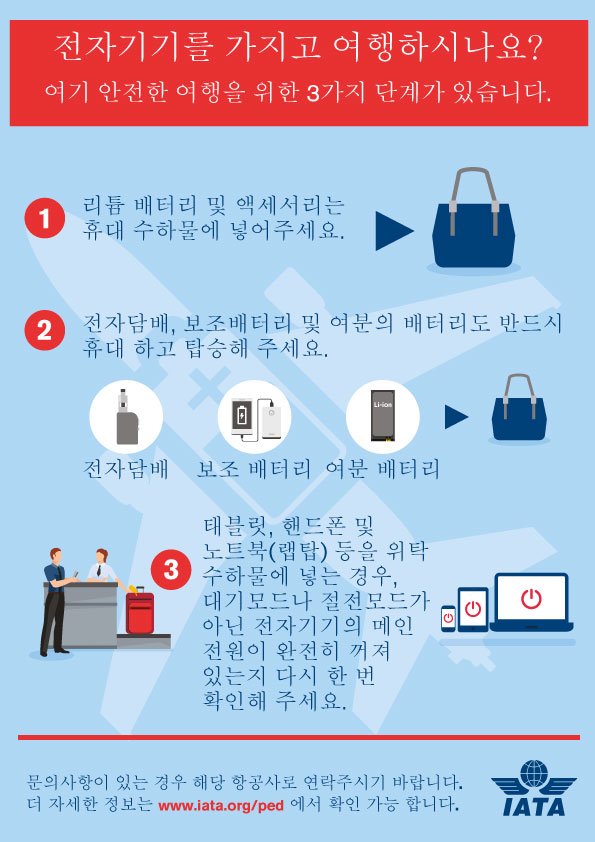 전자기기를 가지고 여행하시나요?
여기 안전한 여행을 위한 3가지 단계가 있습니다.
1
리튬 배터리 및 액세서리는
휴대 수하물에 넣어주세요.
2
전자담배, 보조배터리 및 여분의 배터리도 반드시
휴대 하고 탑승해 주세요.
Li-ion
전자담배 보조 배터리 여분 배터리
3
태블릿, 핸드폰 및
노트북(랩탑) 등을 위탁
수하물에 넣는 경우,
대기모드나 절전모드가
아닌 전자기기의 메인
전원이 완전히 꺼져
있는지 다시 한 번
확인해 주세요.
문의사항이 있는 경우 해당 항공사로 연락주시기 바랍니다.
더 자세한 정보는 www.iata.org/ped 에서 확인 가능 합니다.
IATA